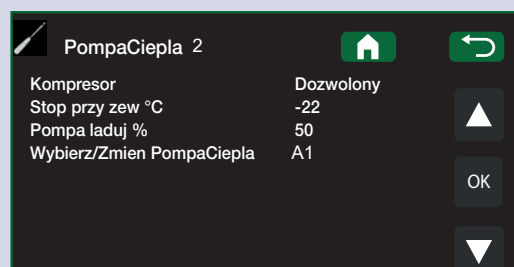 PompaCiepla 2
Kompresor Dozwolony
Stop przy zew °C -22
Pompa laduj % 50
Wybierz/Zmien PompaCiepla A1
OK